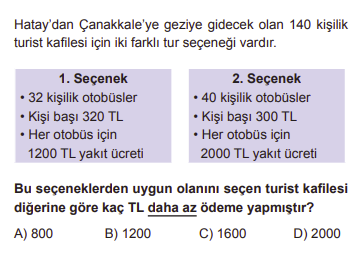 Hatay'dan Çanakkale'ye geziye gidecek olan 140 kişilik
turist kafilesi için iki farklı tur seçeneği vardır.
1. Seçenek
• 32 kişilik otobüsler
• Kişi başı 320 TL
• Her otobüs için
1200 TL yakıt ücreti
2. Seçenek
• 40 kişilik otobüsler
• Kişi başı 300 TL
• Her otobüs için
2000 TL yakıt ücreti
Bu seçeneklerden uygun olanını seçen turist kafilesi
diğerine göre kaç TL daha az ödeme yapmıştır?
A) 800 B) 1200 C) 1600 D) 2000